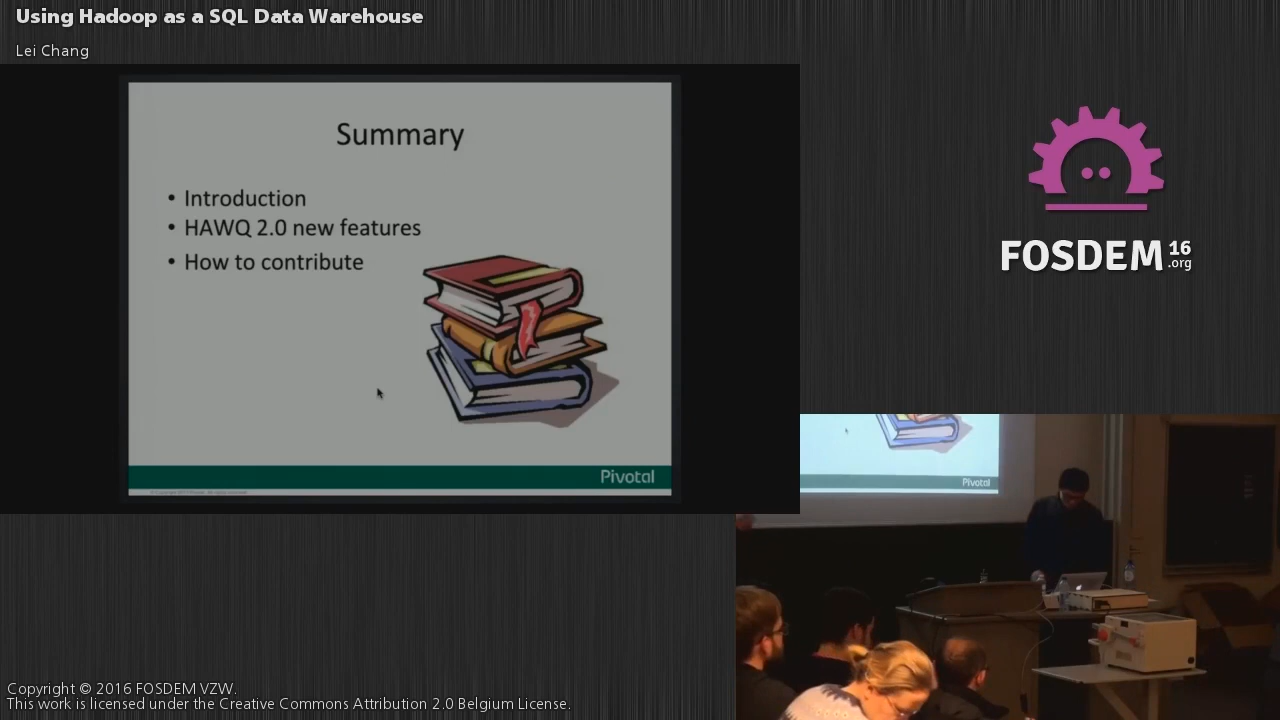 Using Hadoop as a SQL Data Warehouse
Lei Chang
Summary
• Introduction
• HAWQ 2.0 new features
• How to contribute
Pivotal
FOSDEM 16
.org
Pivotal
Copyright © 2016 FOSDEM VZW.
This work is licensed under the Creative Commons Attribution 2.0 Belgium License.